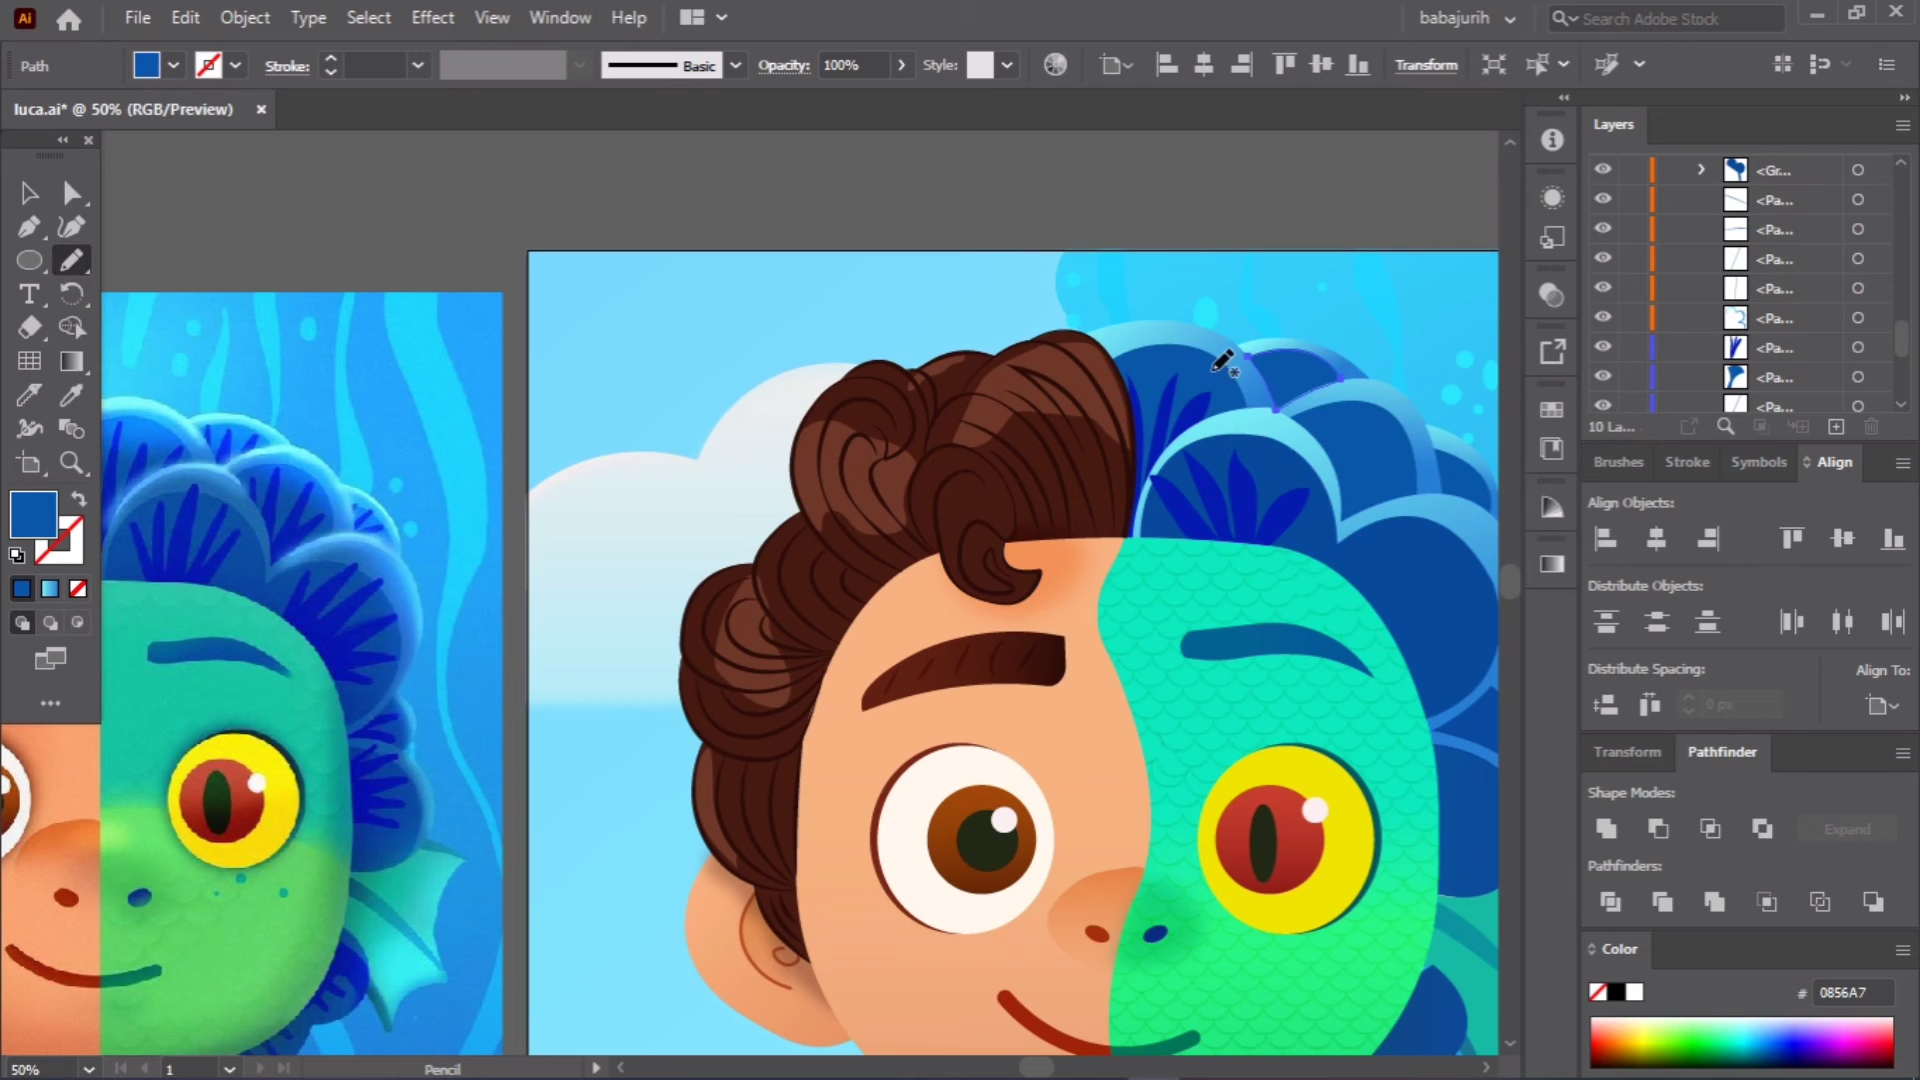 Ai File Edit Object Type Select Effect View Window Help babajurih Search Adobe Stock
Path Stroke: Basic Opacity: 100% Style: Transform
luca.ai* @ 50% (RGB/Preview)
Layers
<Gr...
<Pa...
<Pa...
<Pa...
<Pa...
<Pa...
<Pa...
<Pa...
<Pa...
10 La...
Brushes Stroke Symbols Align
Align Objects:
Distribute Objects:
Distribute Spacing: Align To:
0 px
Transform Pathfinder
Shape Modes:
Expand
Pathfinders:
Color
# 0856A7
50% 1 Pencil